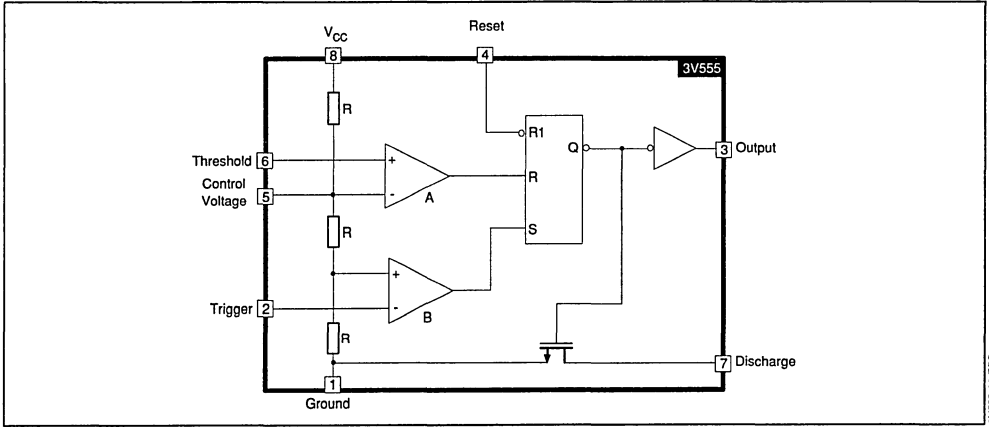 VCC
Reset
8
4
3V555
R
R1
Q
Threshold
6
+
3
Output
Control
Voltage
5
-
A
R
R
S
+
Trigger
2
-
B
R
7
Discharge
1
Ground